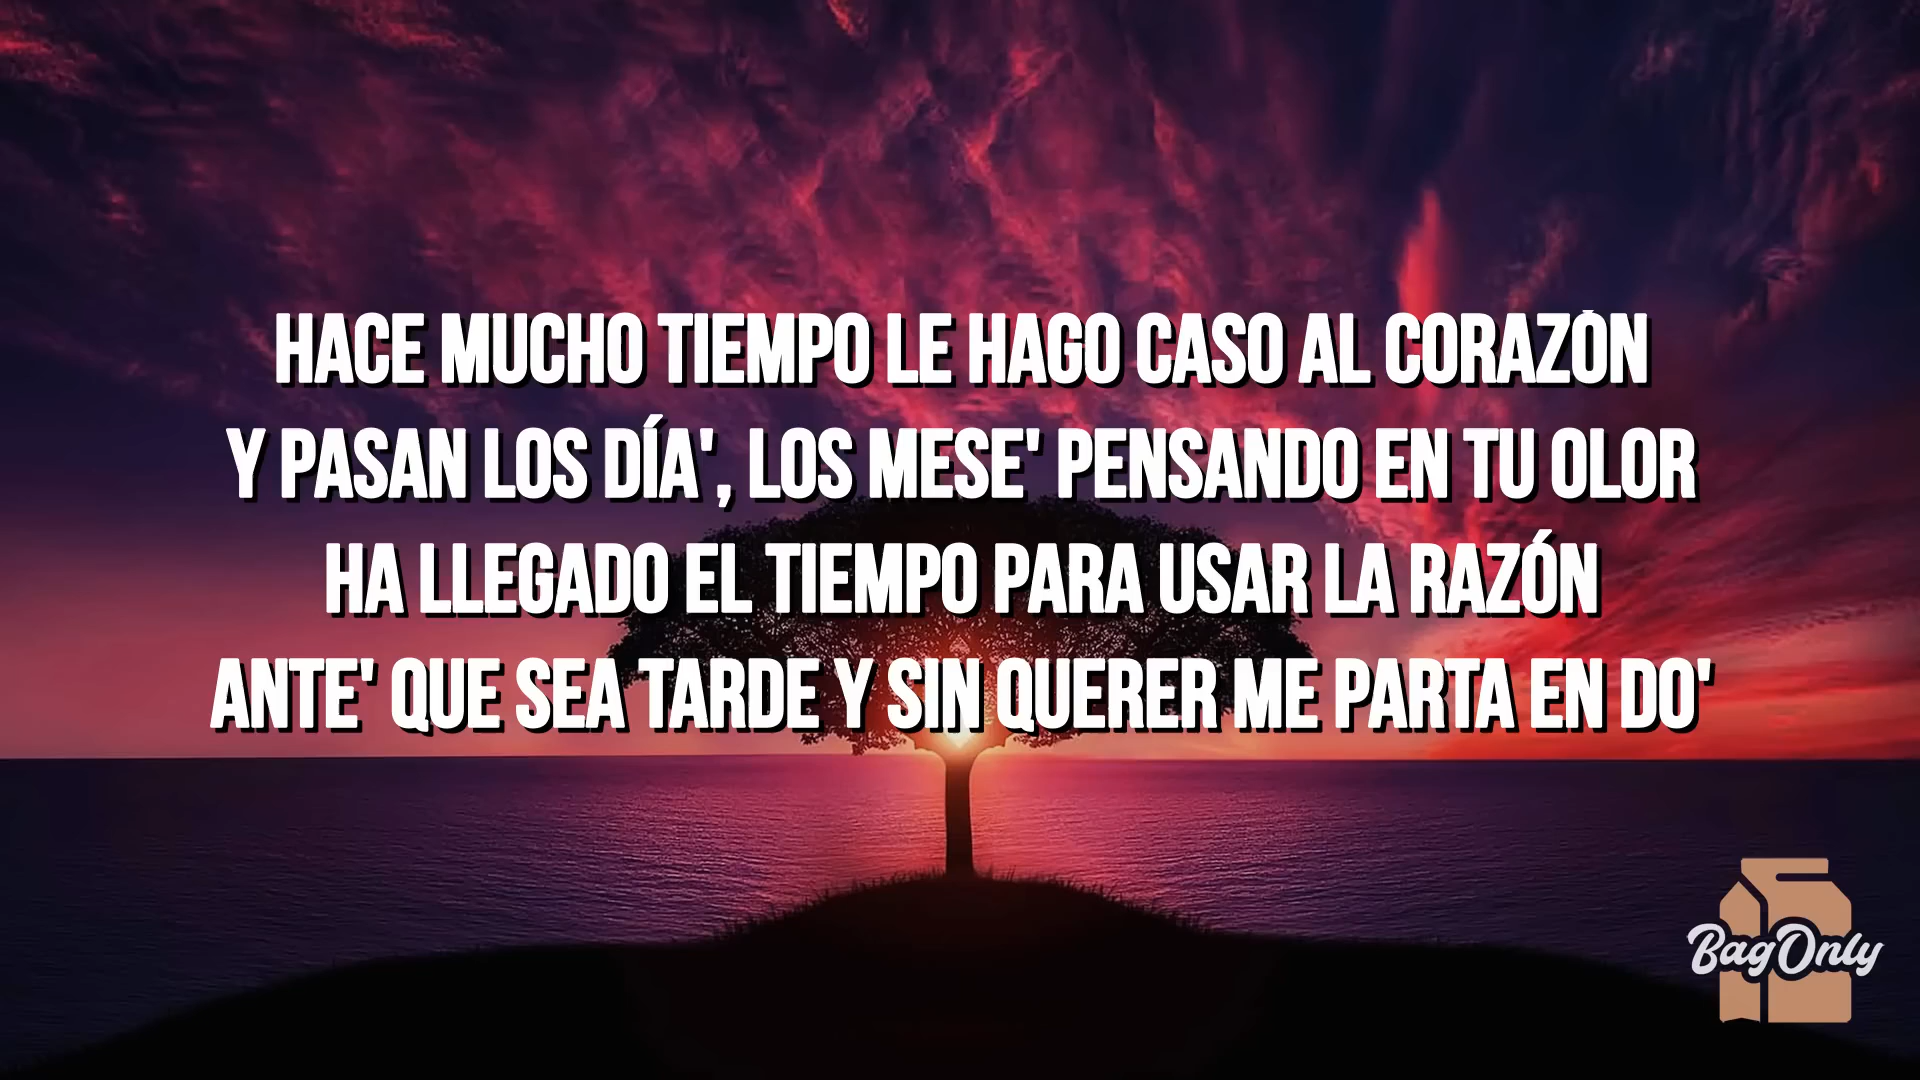 HACE MUCHO TIEMPO LE HAGO CASO AL CORAZÓN
Y PASAN LOS DÍA', LOS MESE' PENSANDO EN TU OLOR
HA LLEGADO EL TIEMPO PARA USAR LA RAZÓN
ANTE' QUE SEA TARDE Y SIN QUERER ME PARTA EN DO'
BagOnly